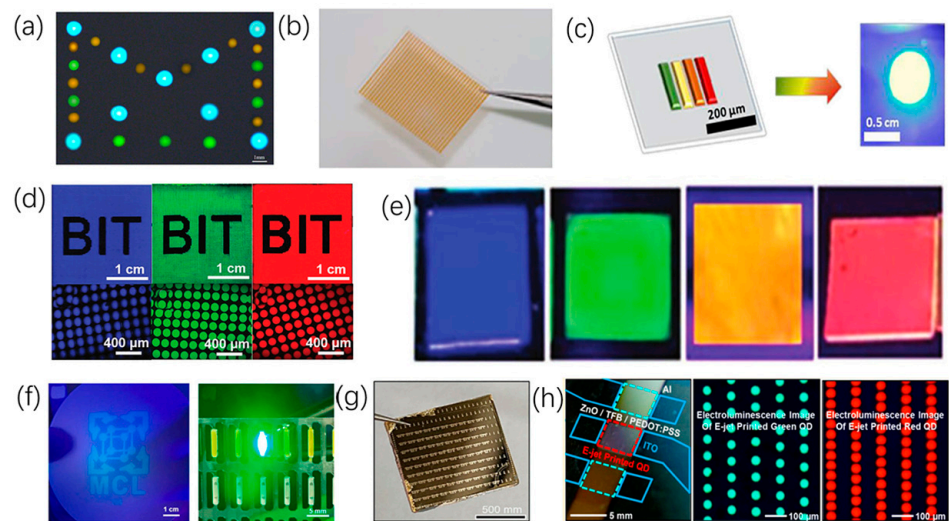 (a)
1mm
(b)
(c)
200 μm
0.5 cm
(d)
BIT
1 cm
BIT
1 cm
BIT
1 cm
400 μm
400 μm
400 μm
(e)
(f)
MCL
1 cm
5 mm
(g)
500 mm
(h)
Al
ZnO / TFB / PEDOT:PSS
ITO
E-jet Printed QD
5 mm
Electroluminescence Image
Of E-jet Printed Green QD
100 μm
Electroluminescence Image
Of E-jet Printed Red QD
100 μm